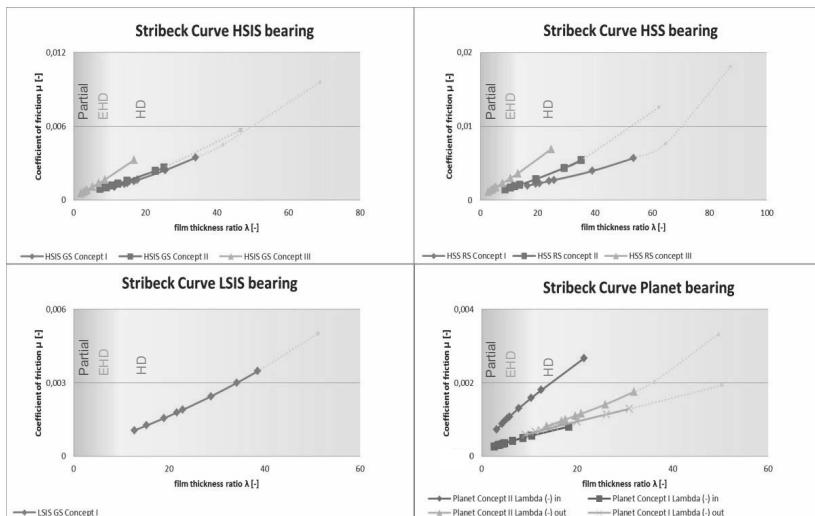 Stribeck Curve HSIS bearing
Coefficient of friction μ [-]
0,012
0,006
0
Partial
EHD
HD
0 20 40 60 80
film thickness ratio λ [-]
HSIS GS Concept I HSIS GS Concept II HSIS GS Concept III
Stribeck Curve HSS bearing
Coefficient of friction μ [-]
0,02
0,01
0
Partial
EHD
HD
0 20 40 60 80 100
film thickness ratio λ [-]
HSS RS Concept I HSS RS concept II HSS RS concept III
Stribeck Curve LSIS bearing
Coefficient of friction μ [-]
0,006
0,003
0
Partial
EHD
HD
0 20 40 60
film thickness ratio λ [-]
LSIS GS Concept I
Stribeck Curve Planet bearing
Coefficient of friction μ [-]
0,004
0,002
0
Partial
EHD
HD
0 20 40 60
film thickness ratio λ [-]
Planet Concept II Lambda (-) in Planet Concept I Lambda (-) in
Planet Concept II Lambda (-) out Planet Concept I Lambda (-) out